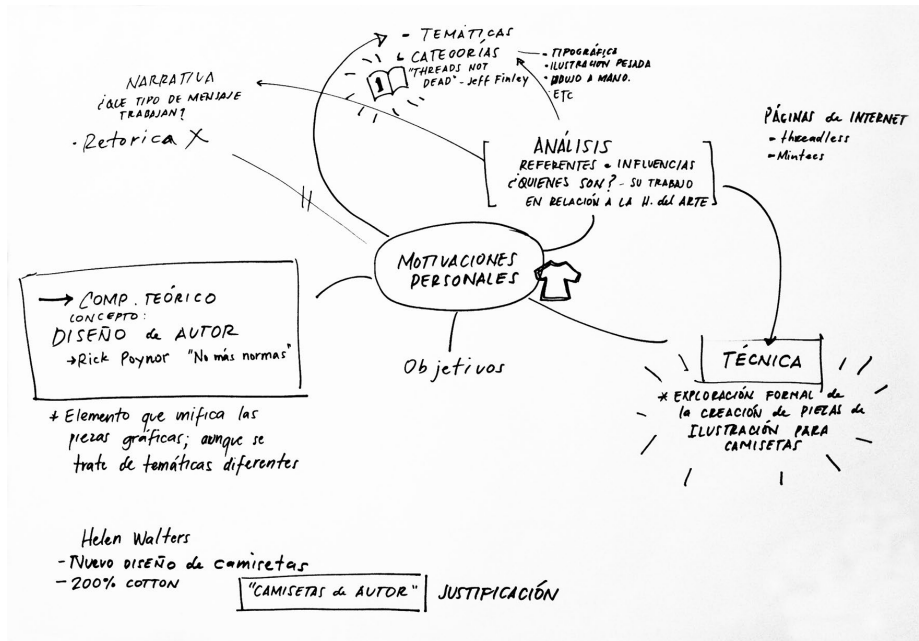 - TEMÁTICAS
CATEGORÍAS
"THREADS NOT
DEAD" - Jeff Finley
1
- TIPOGRÁFICA
- ILUSTRACIÓN PESADA
- DIBUJO A MANO.
- ETC
NARRATIVA
¿QUE TIPO DE MENSAJE
TRABAJAN?
- Retorica X
PÁGINAS de INTERNET
- threadless
- Mintees
ANÁLISIS
REFERENTES e INFLUENCIAS
¿QUIENES SON? - SU TRABAJO
EN RELACIÓN A LA H. del ARTE
MOTIVACIONES
PERSONALES
→ COMP. TEÓRICO
CONCEPTO:
DISEÑO de AUTOR
→ Rick Poynor "No más normas"
Objetivos
TÉCNICA
* EXPLORACIÓN FORMAL de
la CREACIÓN de PIEZAS de
ILUSTRACIÓN PARA
CAMISETAS
* Elemento que unifica las
piezas gráficas; aunque se
trate de temáticas diferentes
Helen Walters
- Nuevo DISEÑO de camisetas
- 200% COTTON
"CAMISETAS de AUTOR" JUSTIFICACIÓN